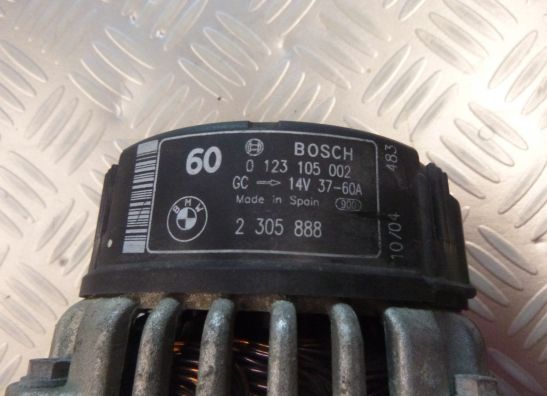 60 BOSCH
0 123 105 002
GC 14V 37-60A
Made in Spain 900
BMW
2 305 888
10/04 483